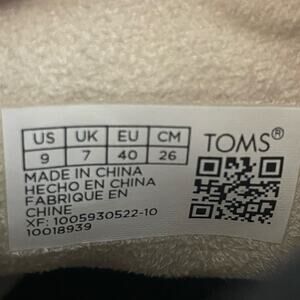 US UK EU CM
9 7 40 26
TOMS®
MADE IN CHINA
HECHO EN CHINA
FABRIQUE EN
CHINE
XF: 1005930522-10
10018939